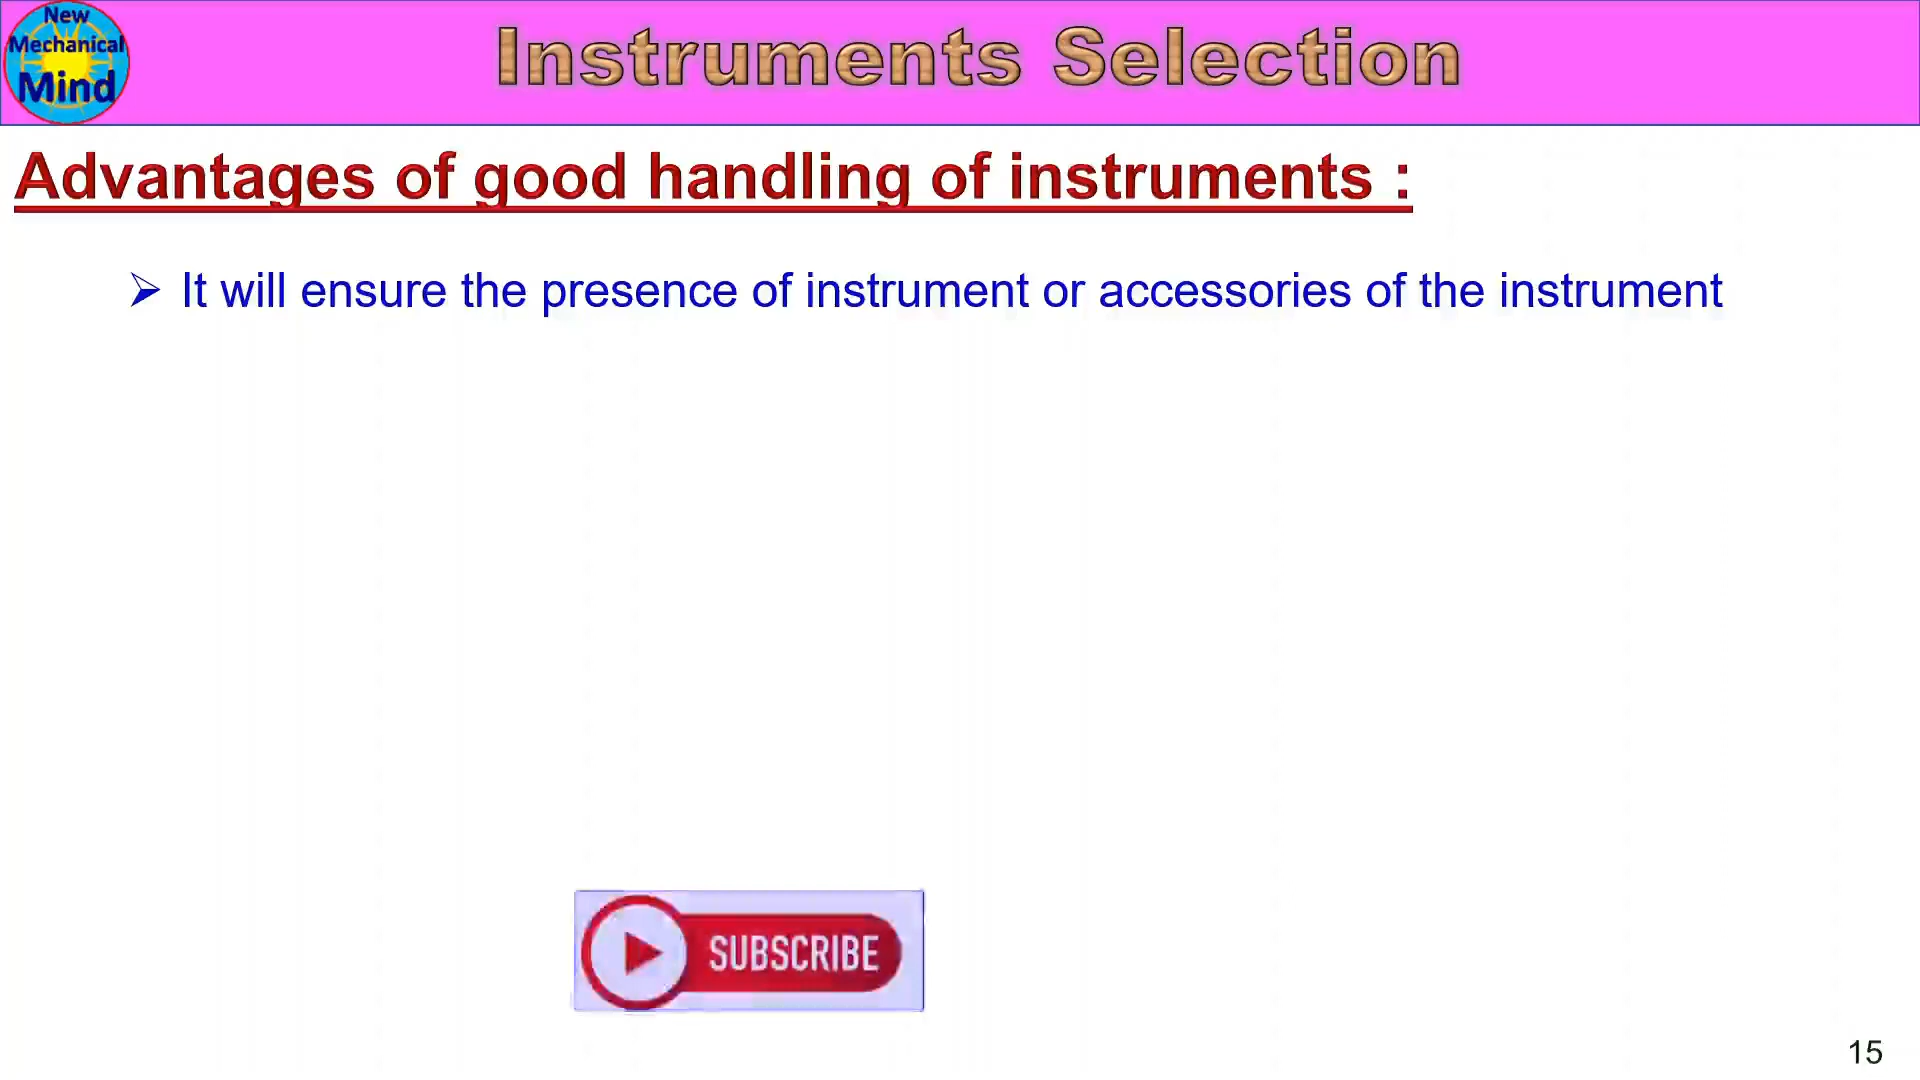 New
Mechanical
Mind
Instruments Selection
Advantages of good handling of instruments :
➢ It will ensure the presence of instrument or accessories of the instrument
SUBSCRIBE
15